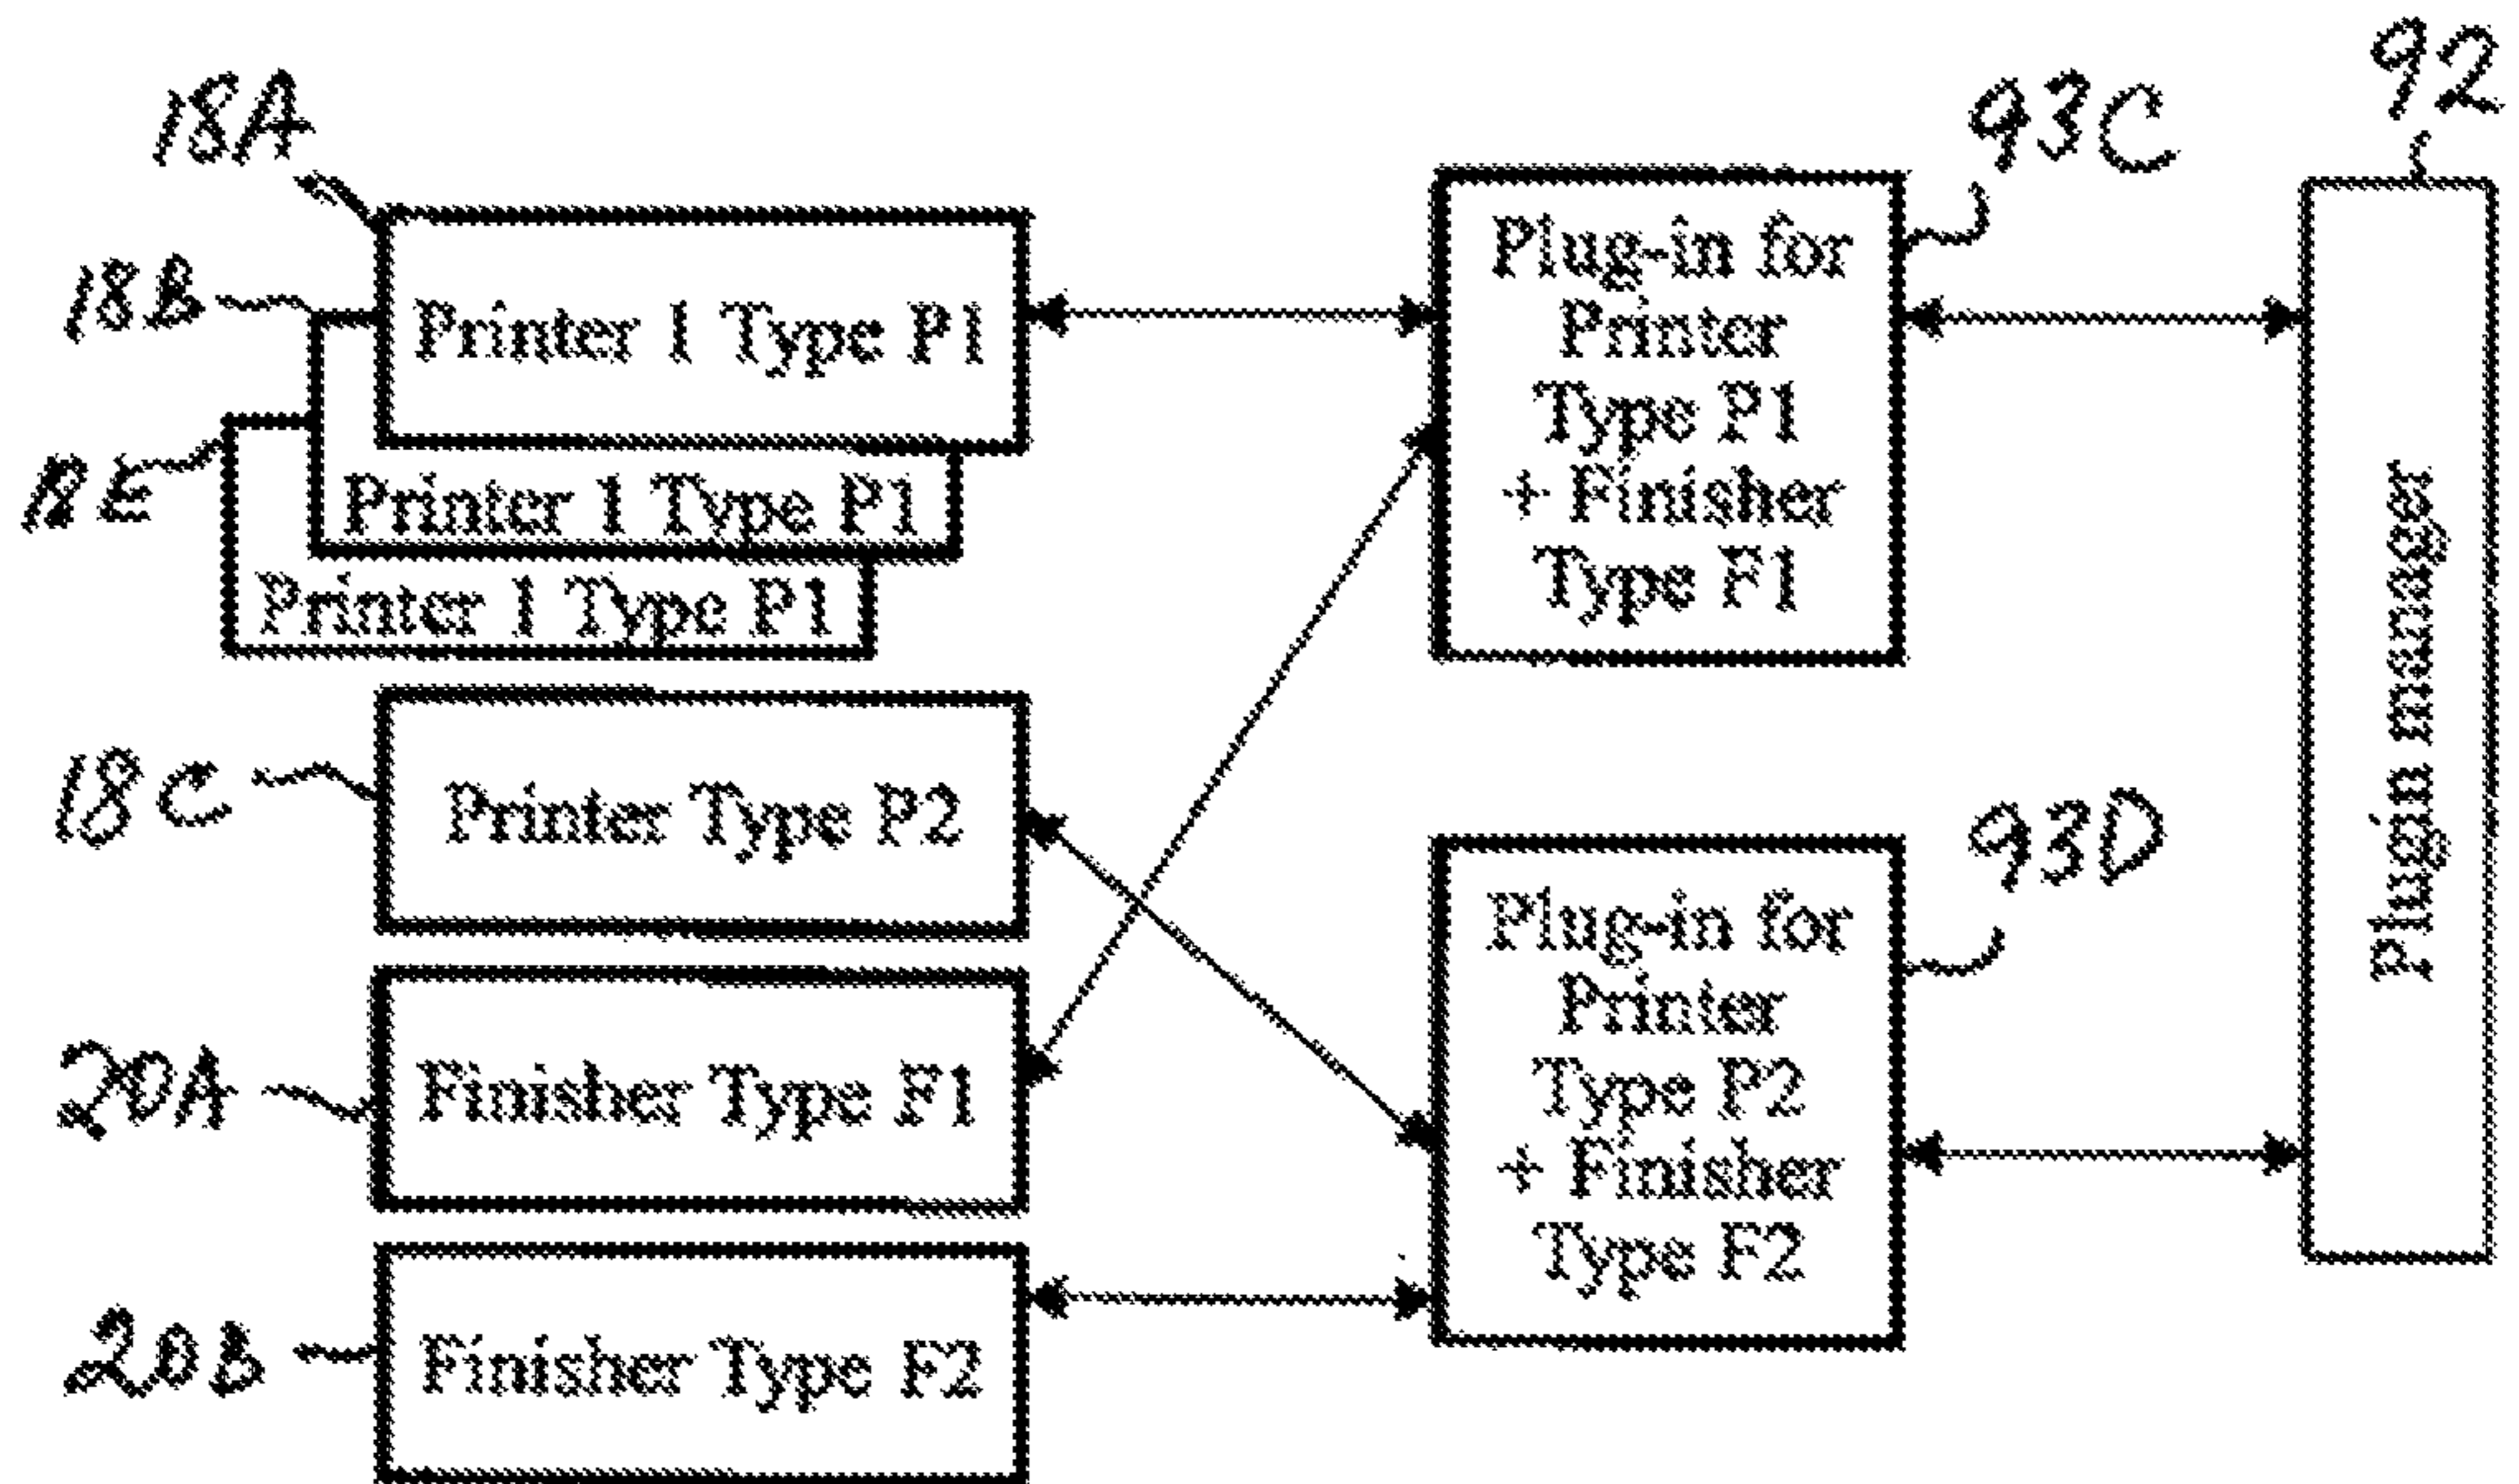 18A
18B
18E
18C
20A
20B
Printer 1 Type P1
Printer 1 Type P1
Printer 1 Type P1
Printer Type P2
Finisher Type F1
Finisher Type F2
93C
Plug-in for
Printer
Type P1
+ Finisher
Type F1
93D
Plug-in for
Printer
Type P2
+ Finisher
Type F2
92
Plugin manager